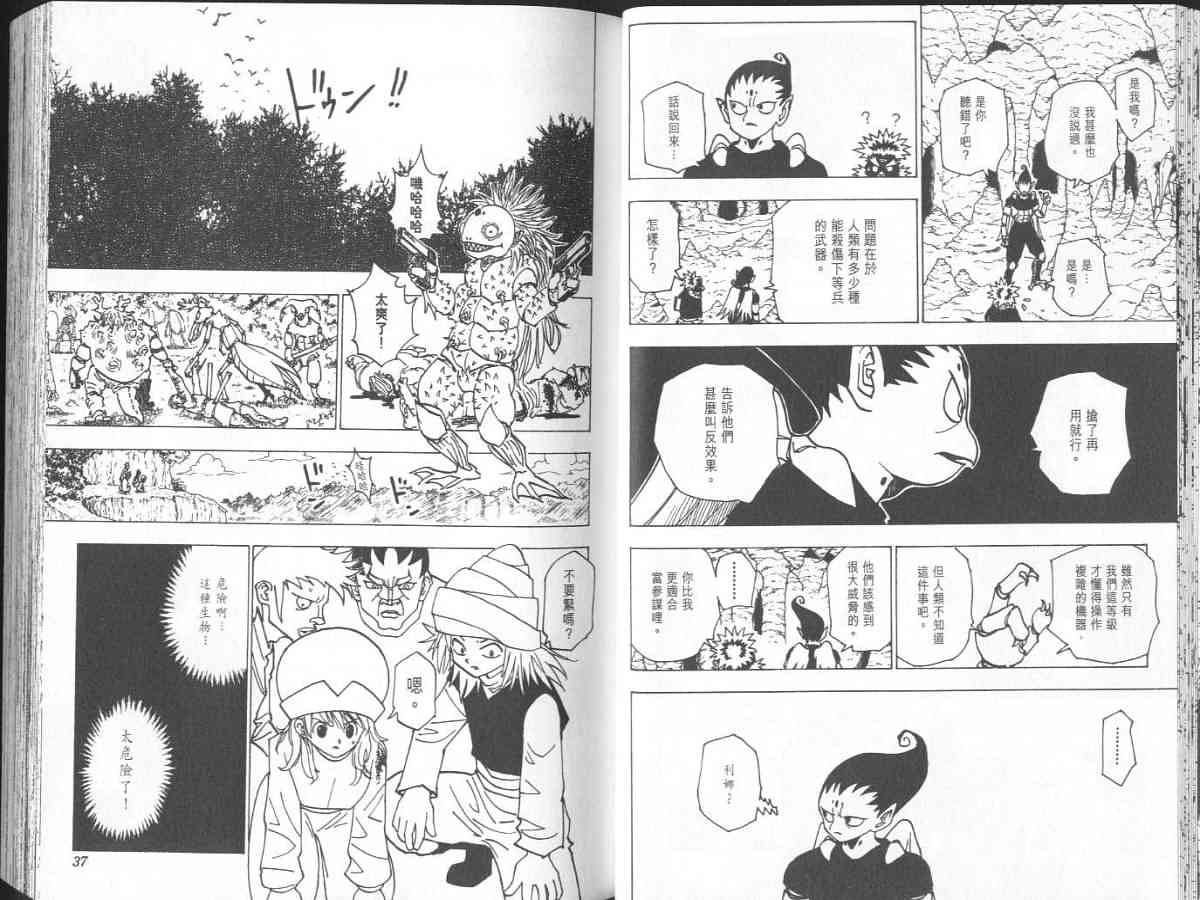 是我嗎?
我甚麼也
沒說過。
是你
聽錯了吧?
是…
是嗎?
??
話說回來…
問題在於
人類有多少種
能殺傷下等兵
的武器。
怎樣了?
搶了再
用就行。
告訴他們
甚麼叫反效果。
雖然只有
我們這等級
才懂得操作
複雜的機器。
但人類不知道
這件事吧。
他們該感到
很大威脅的。
………
你比我
更適合
當參謀哩。
………
利娜…
ドゥン!!
嘰哈哈哈
太爽了!
ドド
不要緊嗎?
嗯。
危險啊…
這種生物…
太危險了!
37